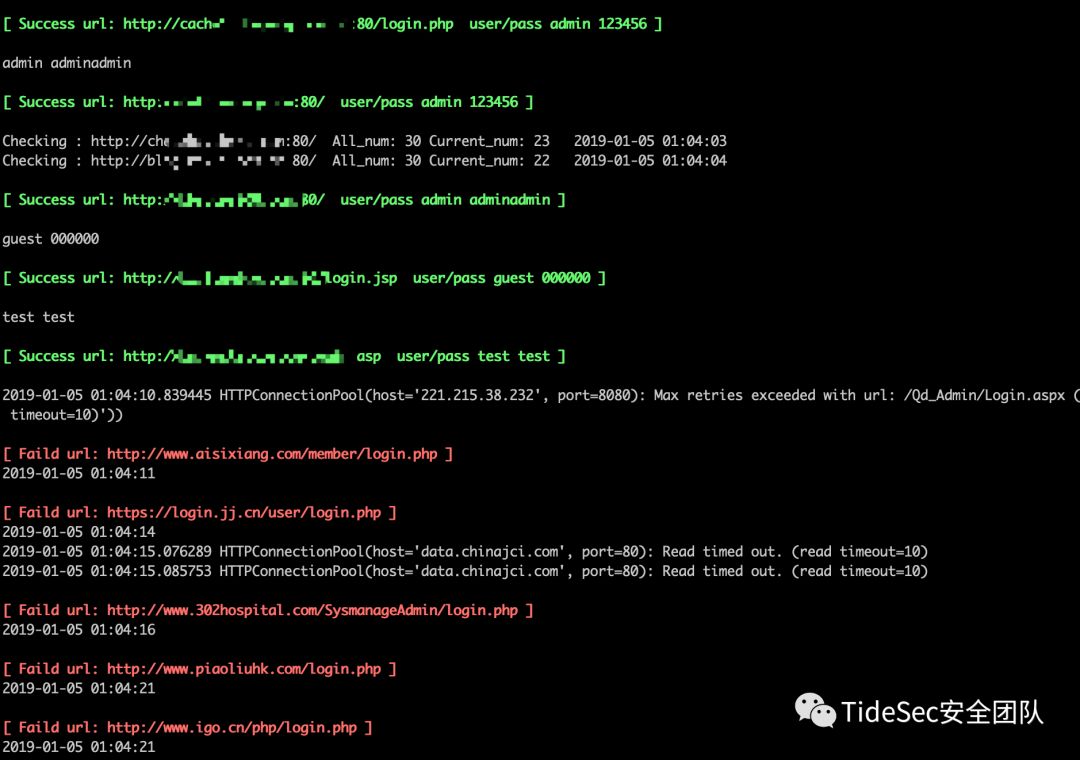 [ Success url: http://cach :80/login.php user/pass admin 123456 ]
admin adminadmin
[ Success url: http: :80/ user/pass admin 123456 ]
Checking : http://che :80/ All_num: 30 Current_num: 23 2019-01-05 01:04:03
Checking : http://bl 80/ All_num: 30 Current_num: 22 2019-01-05 01:04:04
[ Success url: http: 80/ user/pass admin adminadmin ]
guest 000000
[ Success url: http:// login.jsp user/pass guest 000000 ]
test test
[ Success url: http:/ asp user/pass test test ]
2019-01-05 01:04:10.839445 HTTPConnectionPool(host='221.215.38.232', port=8080): Max retries exceeded with url: /Qd_Admin/Login.aspx (
timeout=10)'))
[ Faild url: http://www.aisixiang.com/member/login.php ]
2019-01-05 01:04:11
[ Faild url: https://login.jj.cn/user/login.php ]
2019-01-05 01:04:14
2019-01-05 01:04:15.076289 HTTPConnectionPool(host='data.chinajci.com', port=80): Read timed out. (read timeout=10)
2019-01-05 01:04:15.085753 HTTPConnectionPool(host='data.chinajci.com', port=80): Read timed out. (read timeout=10)
[ Faild url: http://www.302hospital.com/SysmanageAdmin/login.php ]
2019-01-05 01:04:16
[ Faild url: http://www.piaoliuhk.com/login.php ]
2019-01-05 01:04:21
[ Faild url: http://www.igo.cn/php/login.php ]
2019-01-05 01:04:21
TideSec安全团队